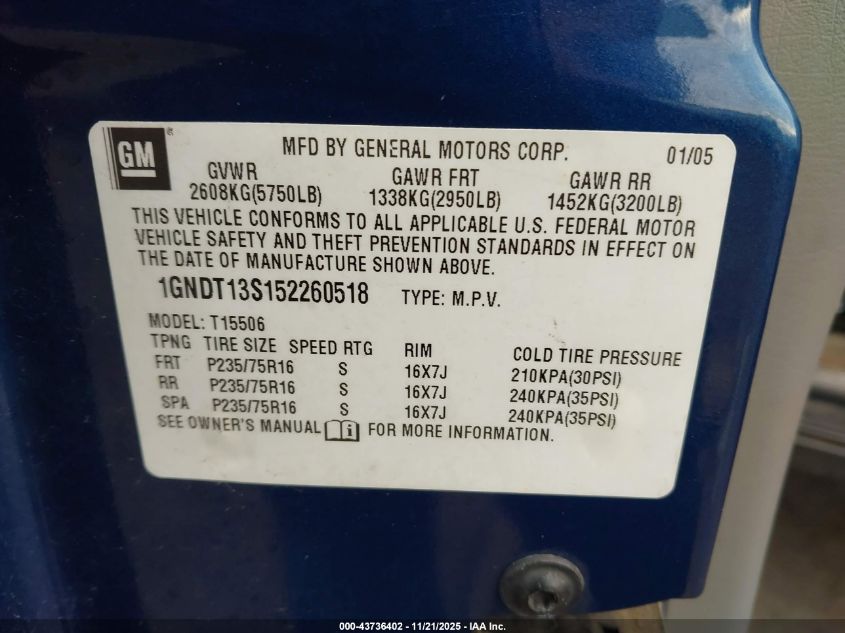 GM
MFD BY GENERAL MOTORS CORP. 01/05
GVWR GAWR FRT GAWR RR
2608KG(5750LB) 1338KG(2950LB) 1452KG(3200LB)
THIS VEHICLE CONFORMS TO ALL APPLICABLE U.S. FEDERAL MOTOR
VEHICLE SAFETY AND THEFT PREVENTION STANDARDS IN EFFECT ON
THE DATE OF MANUFACTURE SHOWN ABOVE.
1GNDT13S152260518 TYPE: M.P.V.
MODEL: T15506
TPNG TIRE SIZE SPEED RTG RIM COLD TIRE PRESSURE
FRT P235/75R16 S 16X7J 210KPA(30PSI)
RR P235/75R16 S 16X7J 240KPA(35PSI)
SPA P235/75R16 S 16X7J 240KPA(35PSI)
SEE OWNER'S MANUAL i FOR MORE INFORMATION.
000-43736402 - 11/21/2025 - IAA Inc.